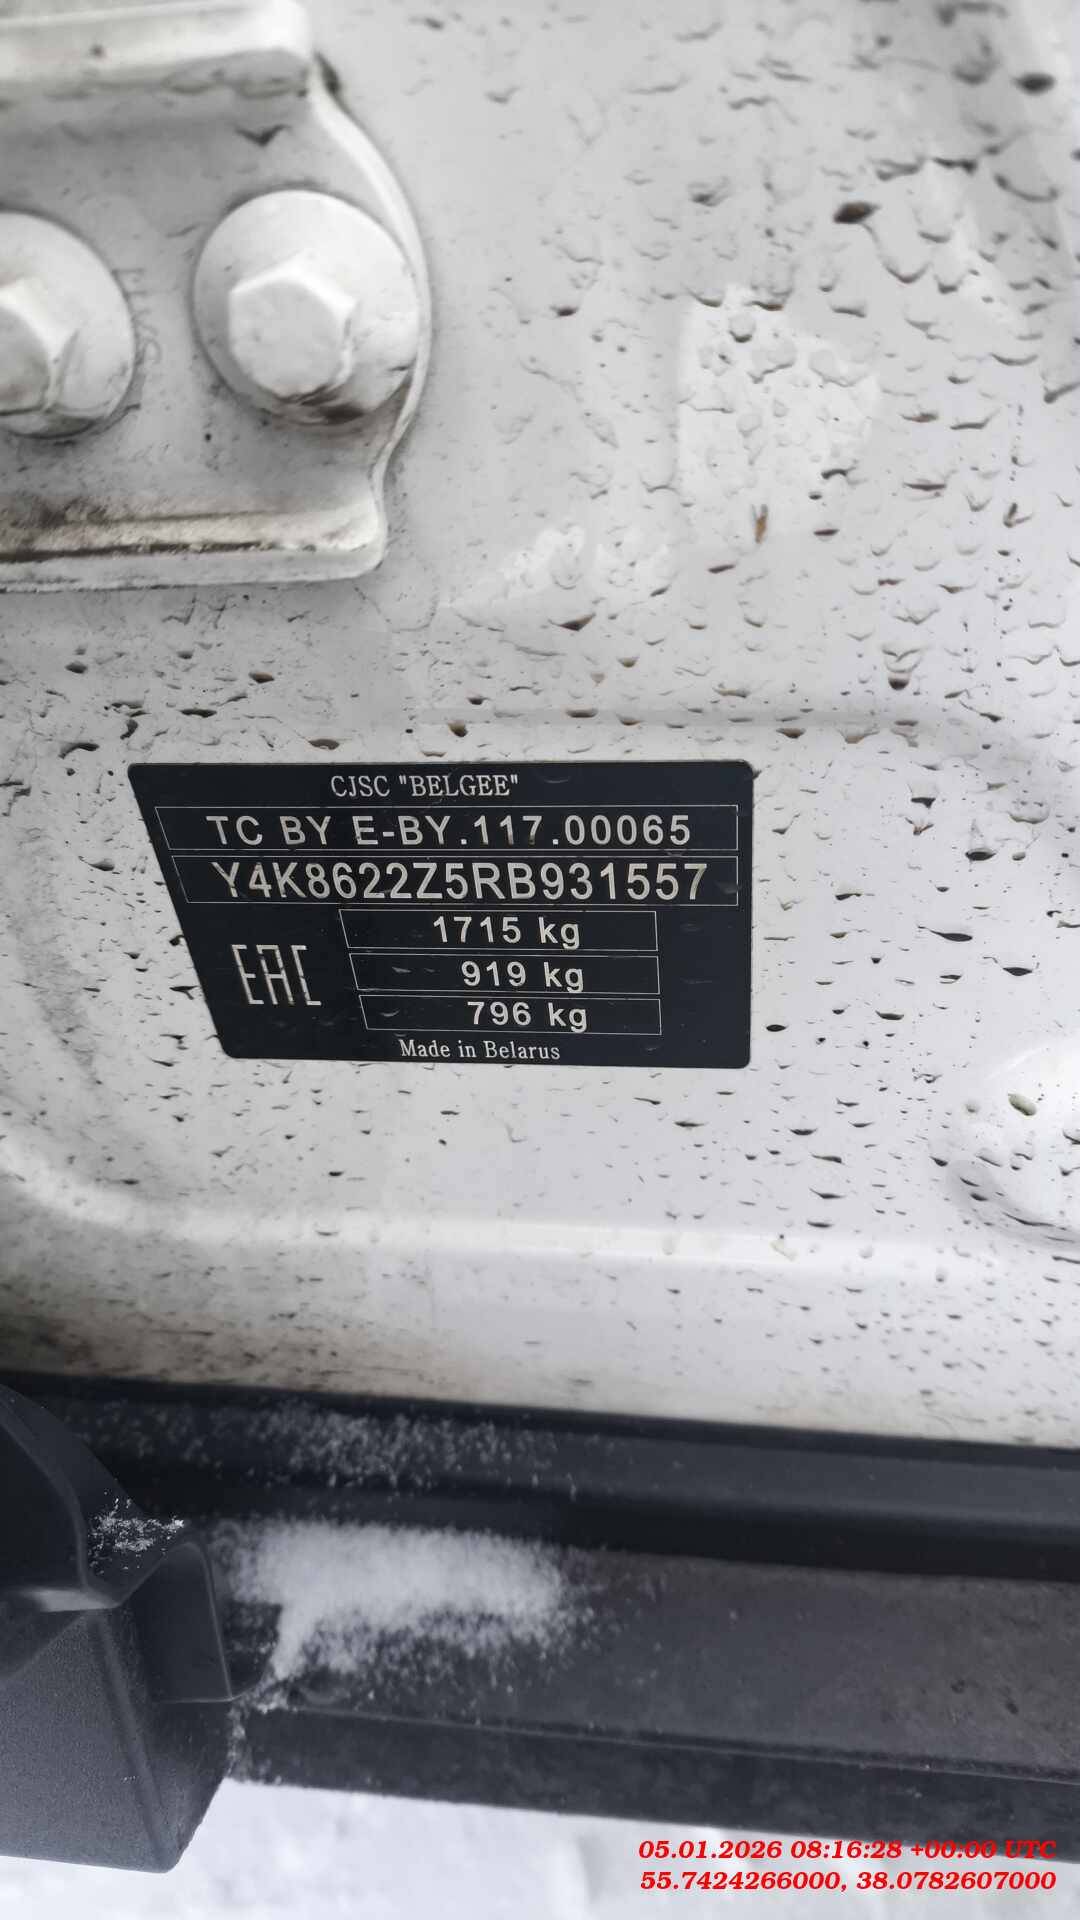 CJSC "BELGEE"
TC BY E-BY.117.00065
Y4K8622Z5RB931557
1715 kg
EAC
919 kg
796 kg
Made in Belarus
05.01.2026 08:16:28 +00:00 UTC
55.7424266000, 38.0782607000